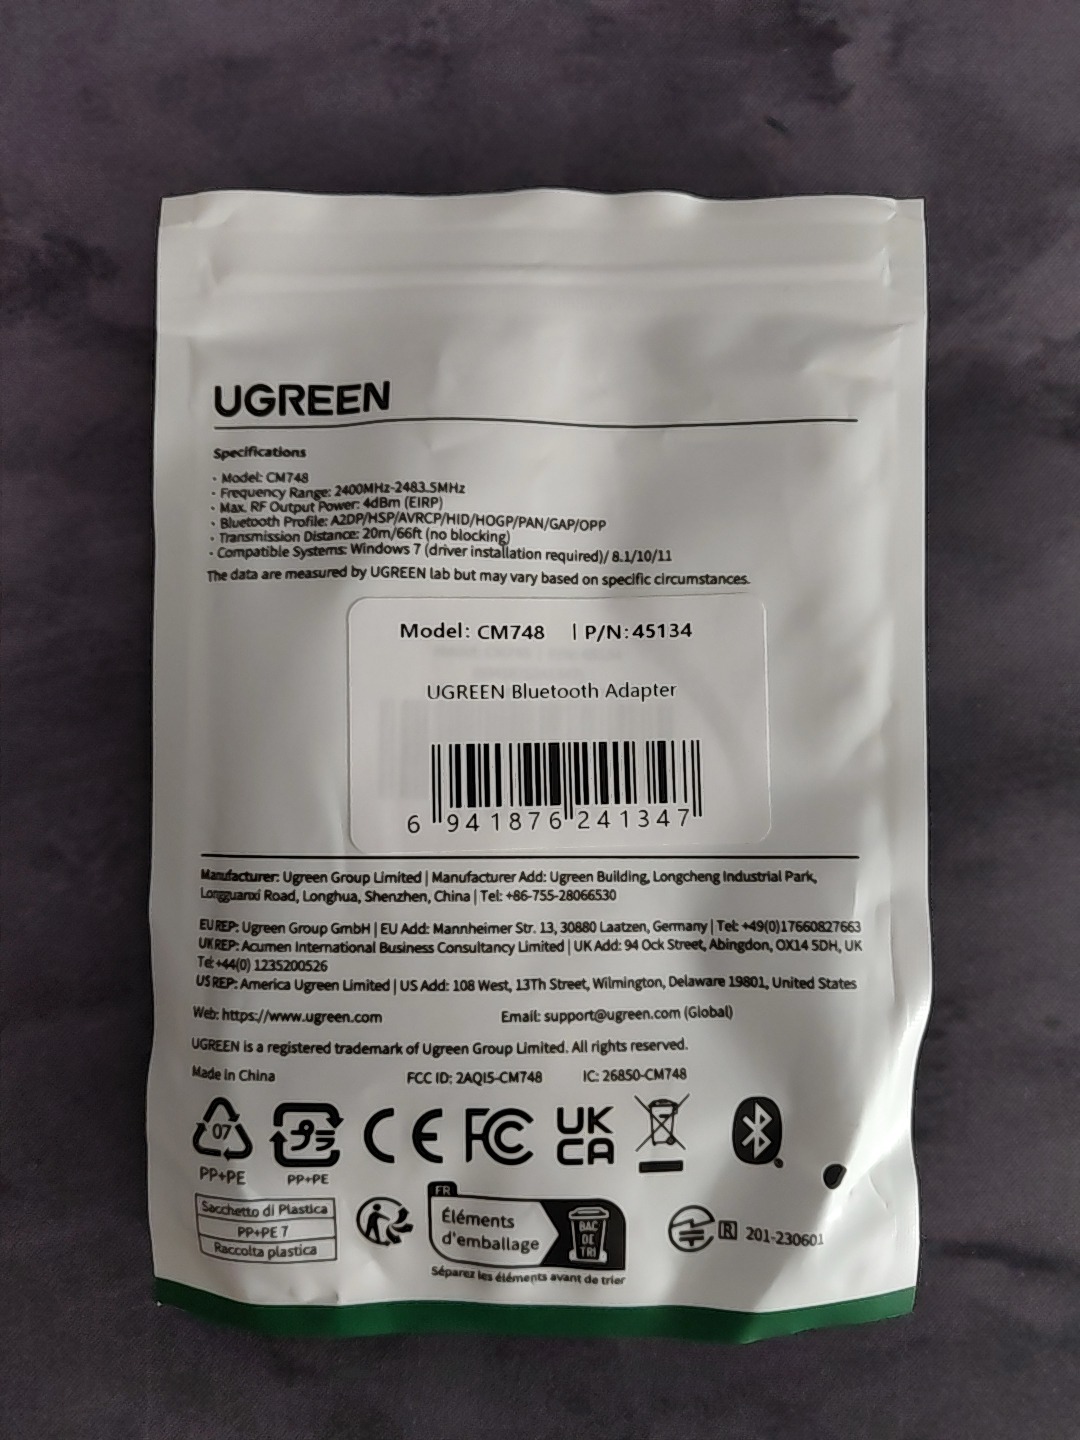 UGREEN
Specifications
· Model: CM748
· Frequency Range: 2400MHz-2483.5MHz
· Max. RF Output Power: 4dBm (EIRP)
· Bluetooth Profile: A2DP/HSP/AVRCP/HID/HOGP/PAN/GAP/OPP
· Transmission Distance: 20m/66ft (no blocking)
· Compatible Systems: Windows 7 (driver installation required)/ 8.1/10/11
The data are measured by UGREEN lab but may vary based on specific circumstances.
Model: CM748 | P/N:45134
UGREEN Bluetooth Adapter
6 941876 241347
Manufacturer: Ugreen Group Limited | Manufacturer Add: Ugreen Building, Longcheng Industrial Park,
Longguanxi Road, Longhua, Shenzhen, China | Tel: +86-755-28066530
EU REP: Ugreen Group GmbH | EU Add: Mannheimer Str. 13, 30880 Laatzen, Germany | Tel: +49(0)17660827663
UK REP: Acumen International Business Consultancy Limited | UK Add: 94 Ock Street, Abingdon, OX14 5DH, UK
Tel: +44(0) 1235200526
US REP: America Ugreen Limited | US Add: 108 West, 13Th Street, Wilmington, Delaware 19801, United States
Web: https://www.ugreen.com Email: support@ugreen.com (Global)
UGREEN is a registered trademark of Ugreen Group Limited. All rights reserved.
Made in China FCC ID: 2AQI5-CM748 IC: 26850-CM748
07 プラ CE FC UK CA
PP+PE PP+PE
Sacchetto di Plastica
PP+PE 7
Raccolta plastica
FR
Éléments d'emballage
BAC DE TRI
Séparez les éléments avant de trier
R 201-230601